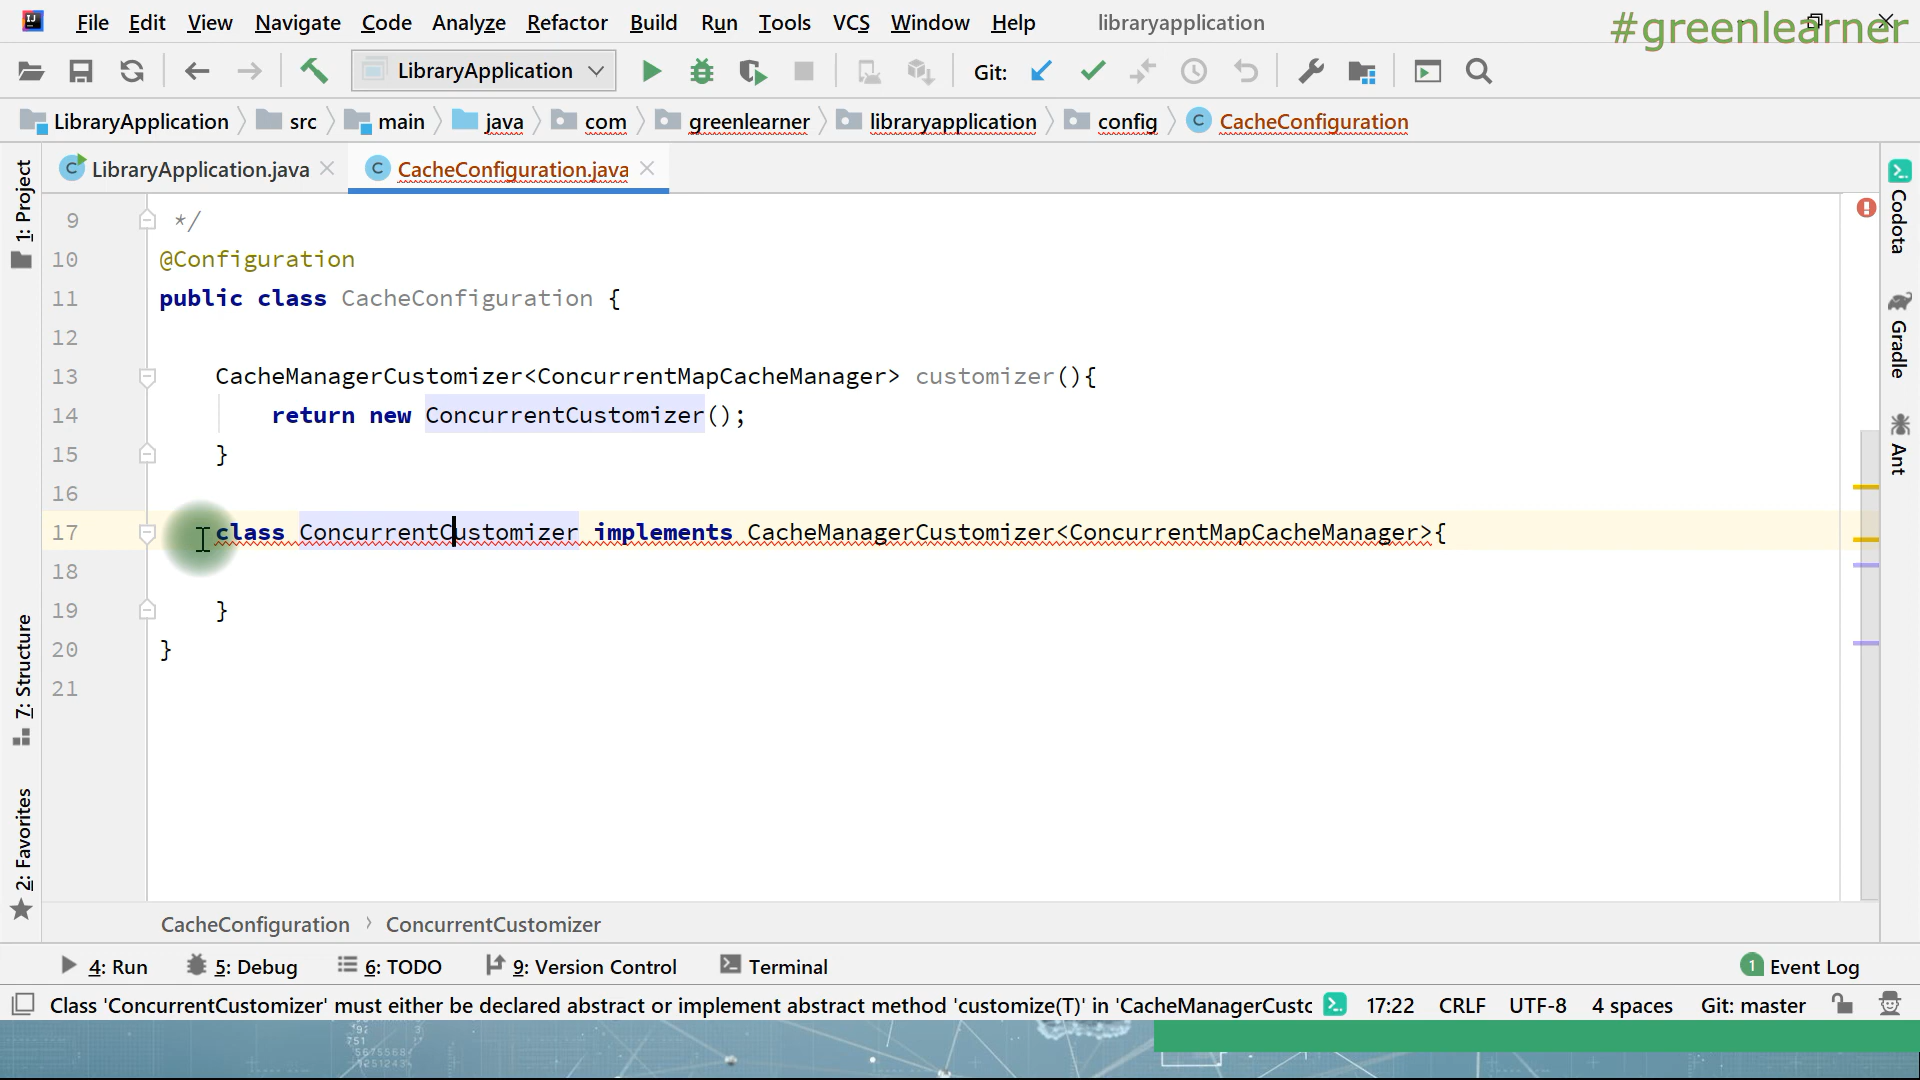 File Edit View Navigate Code Analyze Refactor Build Run Tools VCS Window Help libraryapplication
#greenlearner
LibraryApplication Git:
LibraryApplication src main java com greenlearner libraryapplication config CacheConfiguration
LibraryApplication.java CacheConfiguration.java
1: Project
7: Structure
2: Favorites
9 */
10 @Configuration
11 public class CacheConfiguration {
12
13 CacheManagerCustomizer<ConcurrentMapCacheManager> customizer(){
14 return new ConcurrentCustomizer();
15 }
16
17 class ConcurrentCustomizer implements CacheManagerCustomizer<ConcurrentMapCacheManager>{
18
19 }
20 }
21
Codota
Gradle
Ant
CacheConfiguration › ConcurrentCustomizer
4: Run 5: Debug 6: TODO 9: Version Control Terminal 1 Event Log
Class 'ConcurrentCustomizer' must either be declared abstract or implement abstract method 'customize(T)' in 'CacheManagerCustc 17:22 CRLF UTF-8 4 spaces Git: master